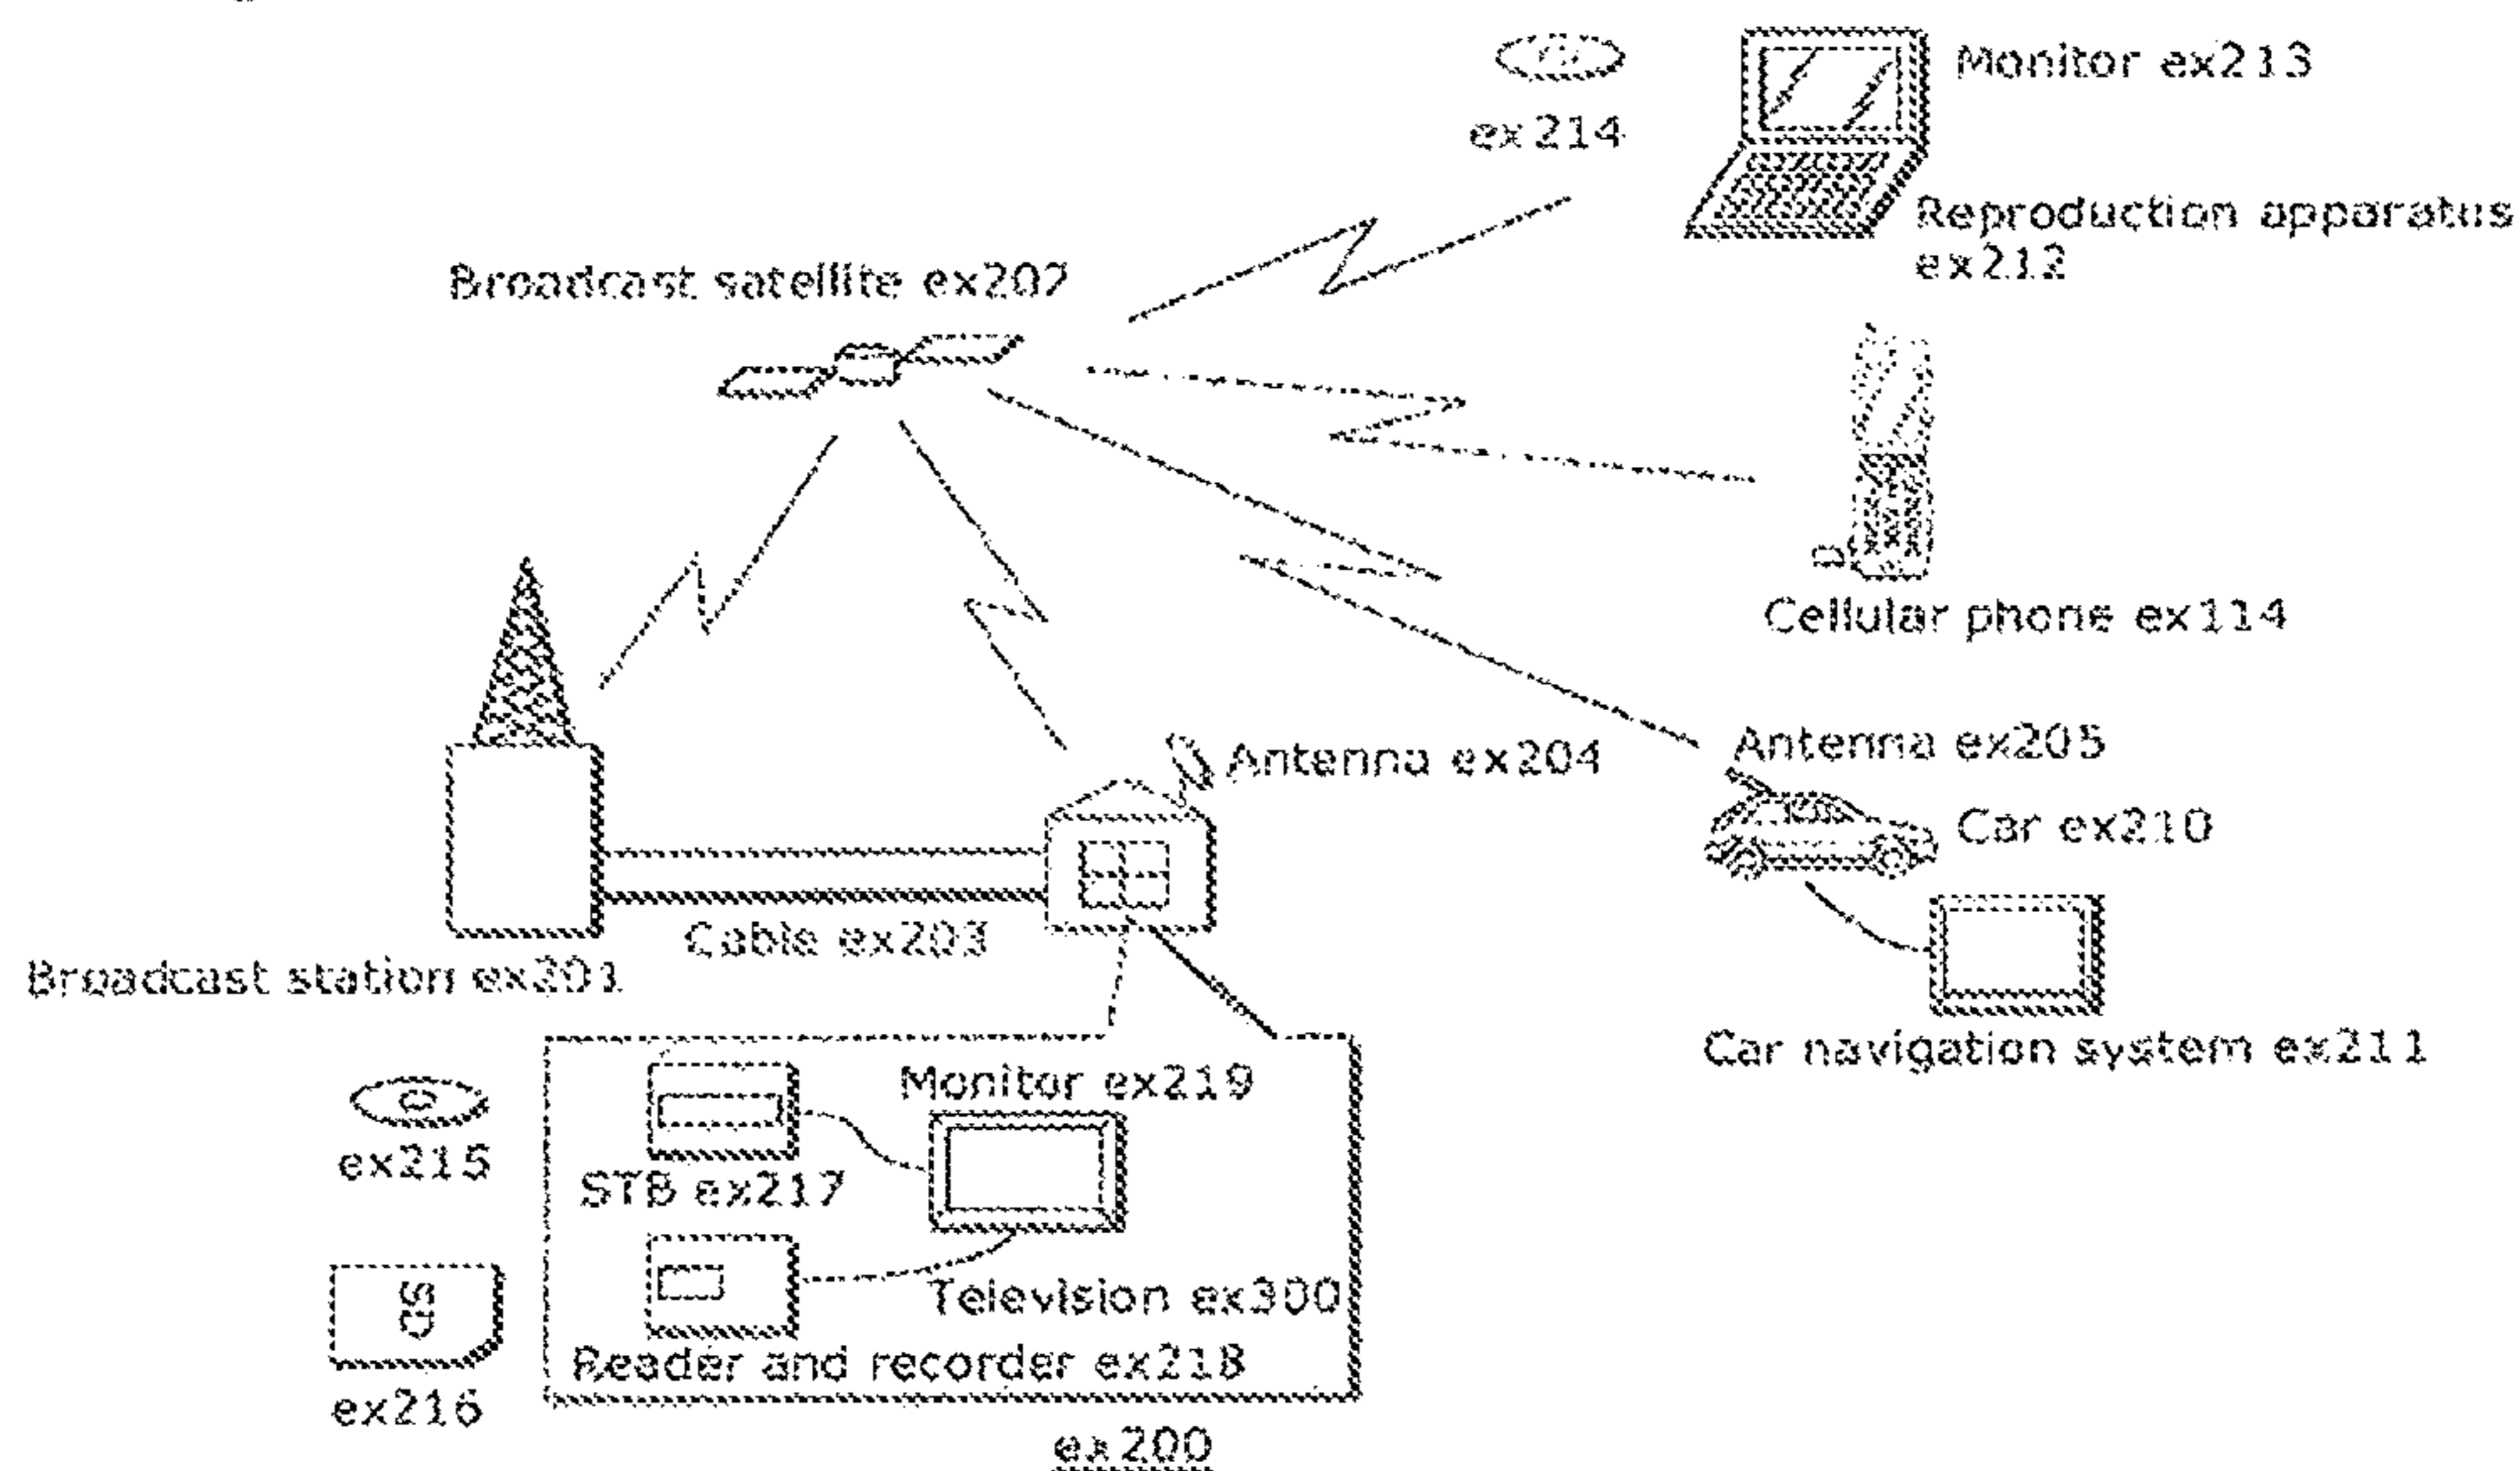 Monitor ex213
ex214
Reproduction apparatus
ex212
Broadcast satellite ex207
Cellular phone ex114
Antenna ex205
Antenna ex204
Car ex210
Cable ex203
Broadcast station ex201
Car navigation system ex211
Monitor ex219
ex215
STB ex217
SD
Television ex300
Reader and recorder ex218
ex216
ex200